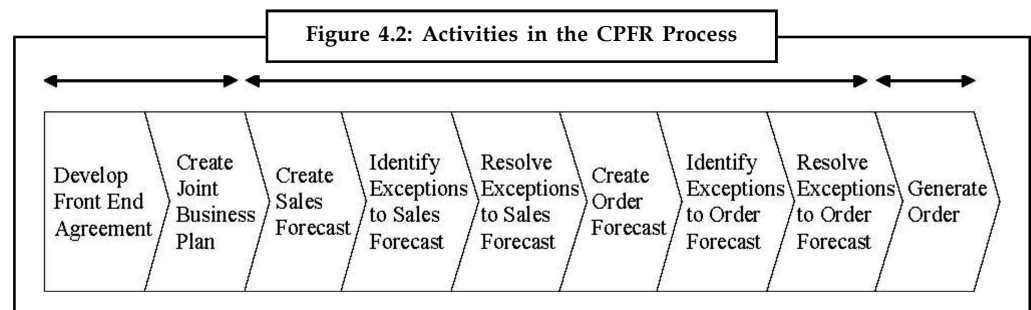 Figure 4.2: Activities in the CPFR Process
Develop
Front End
Agreement
Create
Joint
Business
Plan
Create
Sales
Forecast
Identify
Exceptions
to Sales
Forecast
Resolve
Exceptions
to Sales
Forecast
Create
Order
Forecast
Identify
Exceptions
to Order
Forecast
Resolve
Exceptions
to Order
Forecast
Generate
Order